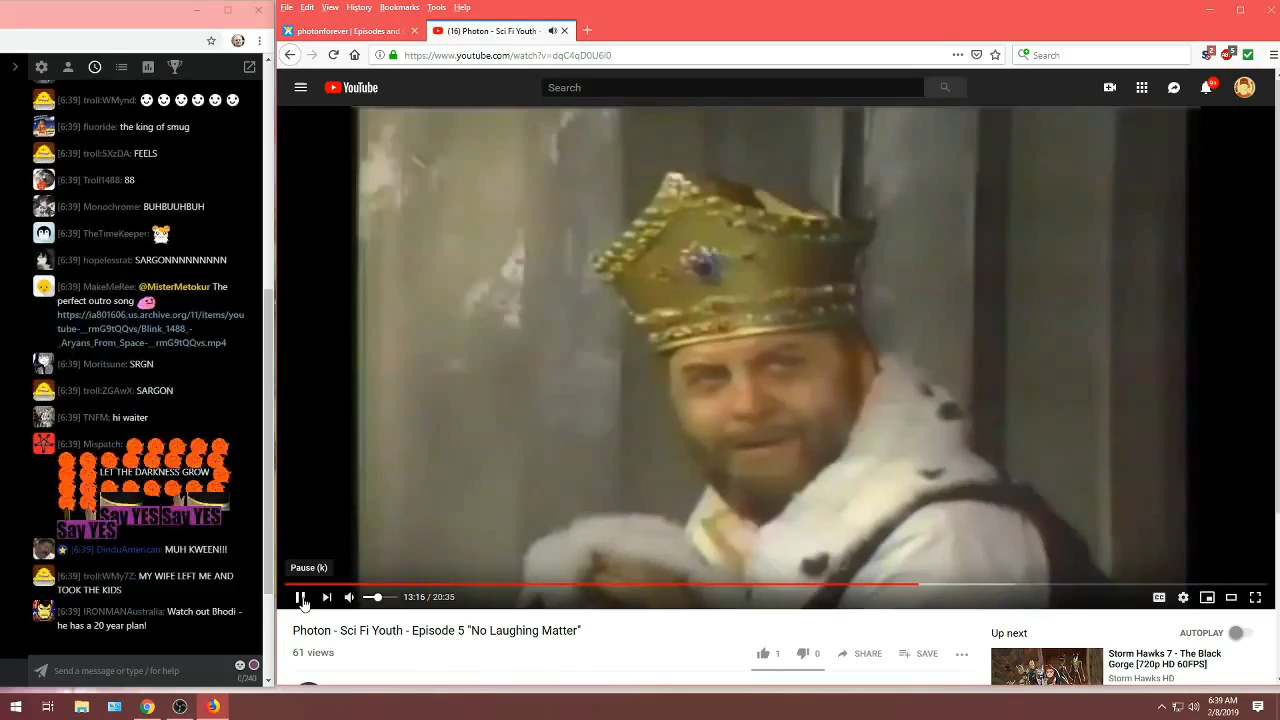 File Edit View History Bookmarks Tools Help
photonforever | Episodes and
(16) Photon - Sci Fi Youth -
https://www.youtube.com/watch?v=dqC4qD0U6I0
Search
YouTube
Search
9+
[6:39] troll:WMynd:
[6:39] fluoride: the king of smug
[6:39] troll:5XzDA: FEELS
[6:39] Troll1488: 88
[6:39] Monochrome: BUHBUUHBUH
[6:39] TheTimeKeeper:
[6:39] hopelessrat: SARGONNNNNNNNN
[6:39] MakeMeRee: @MisterMetokur The
perfect outro song
https://ia801606.us.archive.org/11/items/you
tube-__rmG9tQQvs/Blink_1488_-
_Aryans_From_Space-__rmG9tQQvs.mp4
[6:39] Moritsune: SRGN
[6:39] troll:ZGAwX: SARGON
[6:39] TNFM: hi waiter
[6:39] Mispatch:
LET THE DARKNESS GROW
Say YES Say YES
Say YES
[6:39] DinduAmerican: MUH KWEEN!!!
[6:39] troll:WMy7Z: MY WIFE LEFT ME AND
TOOK THE KIDS
[6:39] IRONMANAustralia: Watch out Bhodi -
he has a 20 year plan!
Send a message or type / for help
0/240
Pause (k)
13:16 / 20:35
Photon - Sci Fi Youth - Episode 5 "No Laughing Matter"
61 views
1
0
SHARE
SAVE
Up next
AUTOPLAY
Storm Hawks 7 - The Black
Gorge [720p HD 60FPS]
Storm Hawks HD
6:39 AM
2/8/2019